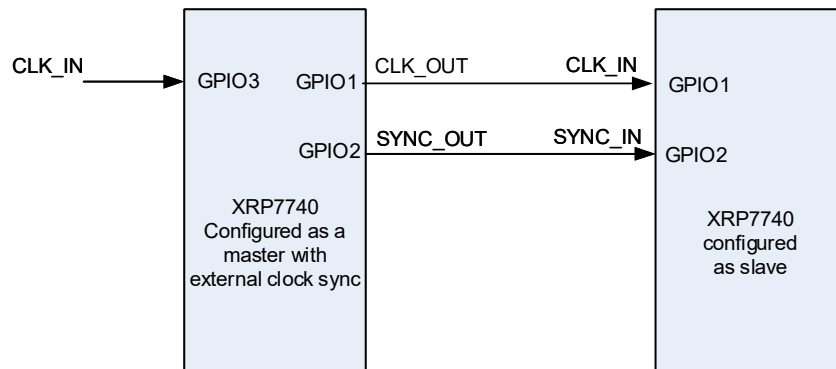 CLK_IN
GPIO3
GPIO1
CLK_OUT
CLK_IN
GPIO1
GPIO2
SYNC_OUT
SYNC_IN
GPIO2
XRP7740
Configured as a
master with
external clock sync
XRP7740
configured
as slave